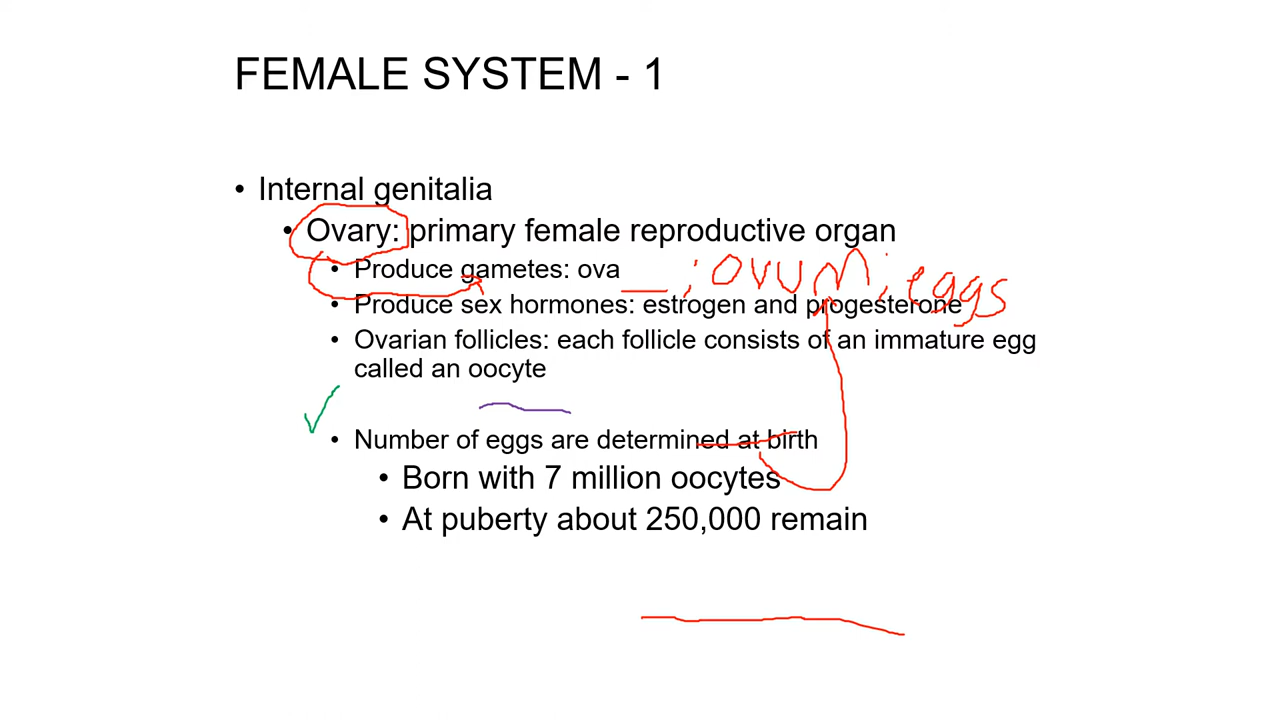 FEMALE SYSTEM - 1
• Internal genitalia
• Ovary: primary female reproductive organ
• Produce gametes: ova ; ovum ; eggs
• Produce sex hormones: estrogen and progesterone
• Ovarian follicles: each follicle consists of an immature egg
called an oocyte
• Number of eggs are determined at birth
• Born with 7 million oocytes
• At puberty about 250,000 remain